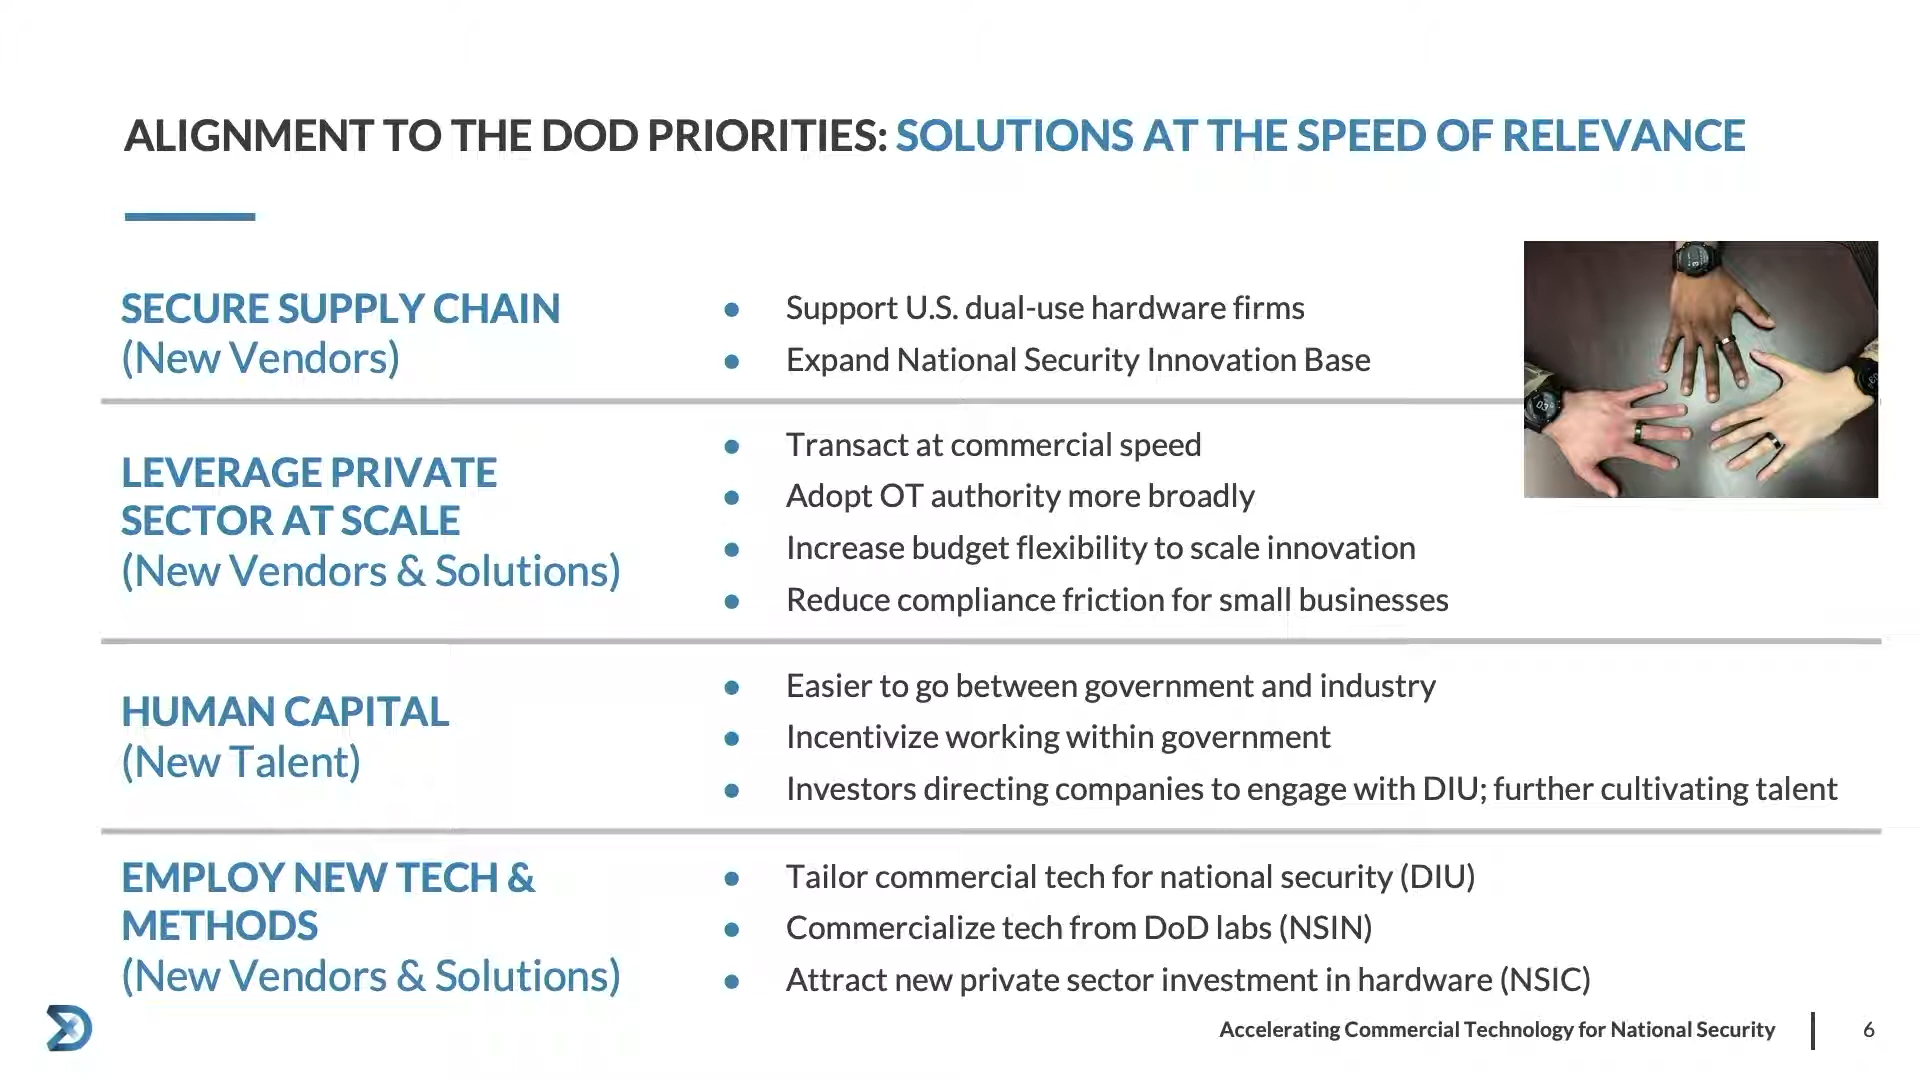 ALIGNMENT TO THE DOD PRIORITIES: SOLUTIONS AT THE SPEED OF RELEVANCE
SECURE SUPPLY CHAIN
(New Vendors)
● Support U.S. dual-use hardware firms
● Expand National Security Innovation Base
LEVERAGE PRIVATE
SECTOR AT SCALE
(New Vendors & Solutions)
● Transact at commercial speed
● Adopt OT authority more broadly
● Increase budget flexibility to scale innovation
● Reduce compliance friction for small businesses
HUMAN CAPITAL
(New Talent)
● Easier to go between government and industry
● Incentivize working within government
● Investors directing companies to engage with DIU; further cultivating talent
EMPLOY NEW TECH &
METHODS
(New Vendors & Solutions)
● Tailor commercial tech for national security (DIU)
● Commercialize tech from DoD labs (NSIN)
● Attract new private sector investment in hardware (NSIC)
Accelerating Commercial Technology for National Security
6